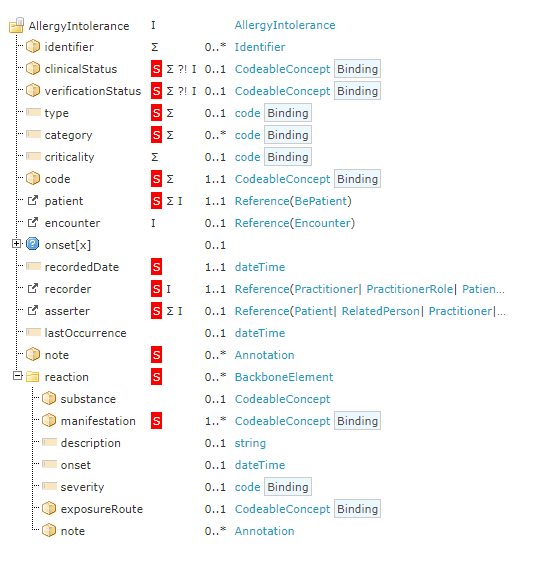 AllergyIntolerance I AllergyIntolerance
identifier Σ 0..* Identifier
clinicalStatus S Σ ?! I 0..1 CodeableConcept Binding
verificationStatus S Σ ?! I 0..1 CodeableConcept Binding
type S Σ 0..1 code Binding
category S Σ 0..* code Binding
criticality Σ 0..1 code Binding
code S Σ 1..1 CodeableConcept Binding
patient S Σ I 1..1 Reference(BePatient)
encounter I 0..1 Reference(Encounter)
onset[x] 0..1
recordedDate S 1..1 dateTime
recorder S I 1..1 Reference(Practitioner| PractitionerRole| Patien...
asserter S Σ I 0..1 Reference(Patient| RelatedPerson| Practitioner|...
lastOccurrence 0..1 dateTime
note S 0..* Annotation
reaction S 0..* BackboneElement
substance 0..1 CodeableConcept
manifestation S 1..* CodeableConcept Binding
description 0..1 string
onset 0..1 dateTime
severity 0..1 code Binding
exposureRoute 0..1 CodeableConcept Binding
note 0..* Annotation